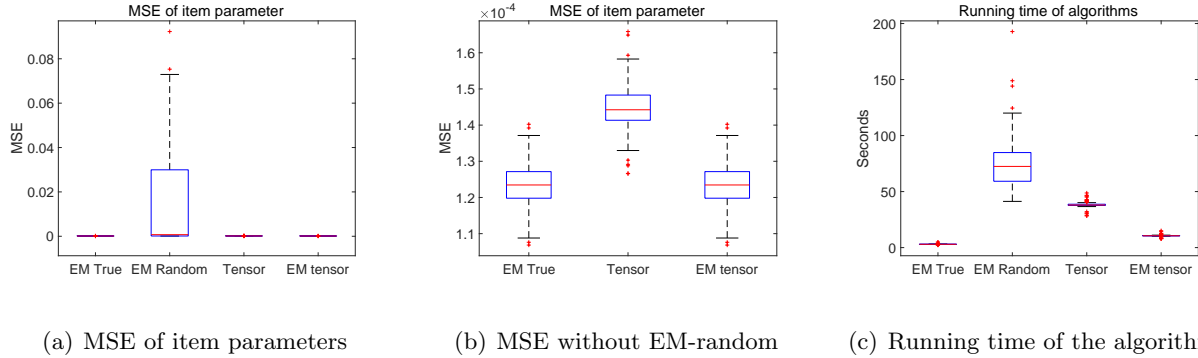 MSE of item parameter
MSE
0.08
0.06
0.04
0.02
0
EM True EM Random Tensor EM tensor
(a) MSE of item parameters
×10⁻⁴ MSE of item parameter
MSE
1.6
1.5
1.4
1.3
1.2
1.1
EM True Tensor EM tensor
(b) MSE without EM-random
Running time of algorithms
Seconds
200
150
100
50
0
EM True EM Random Tensor EM tensor
(c) Running time of the algorith